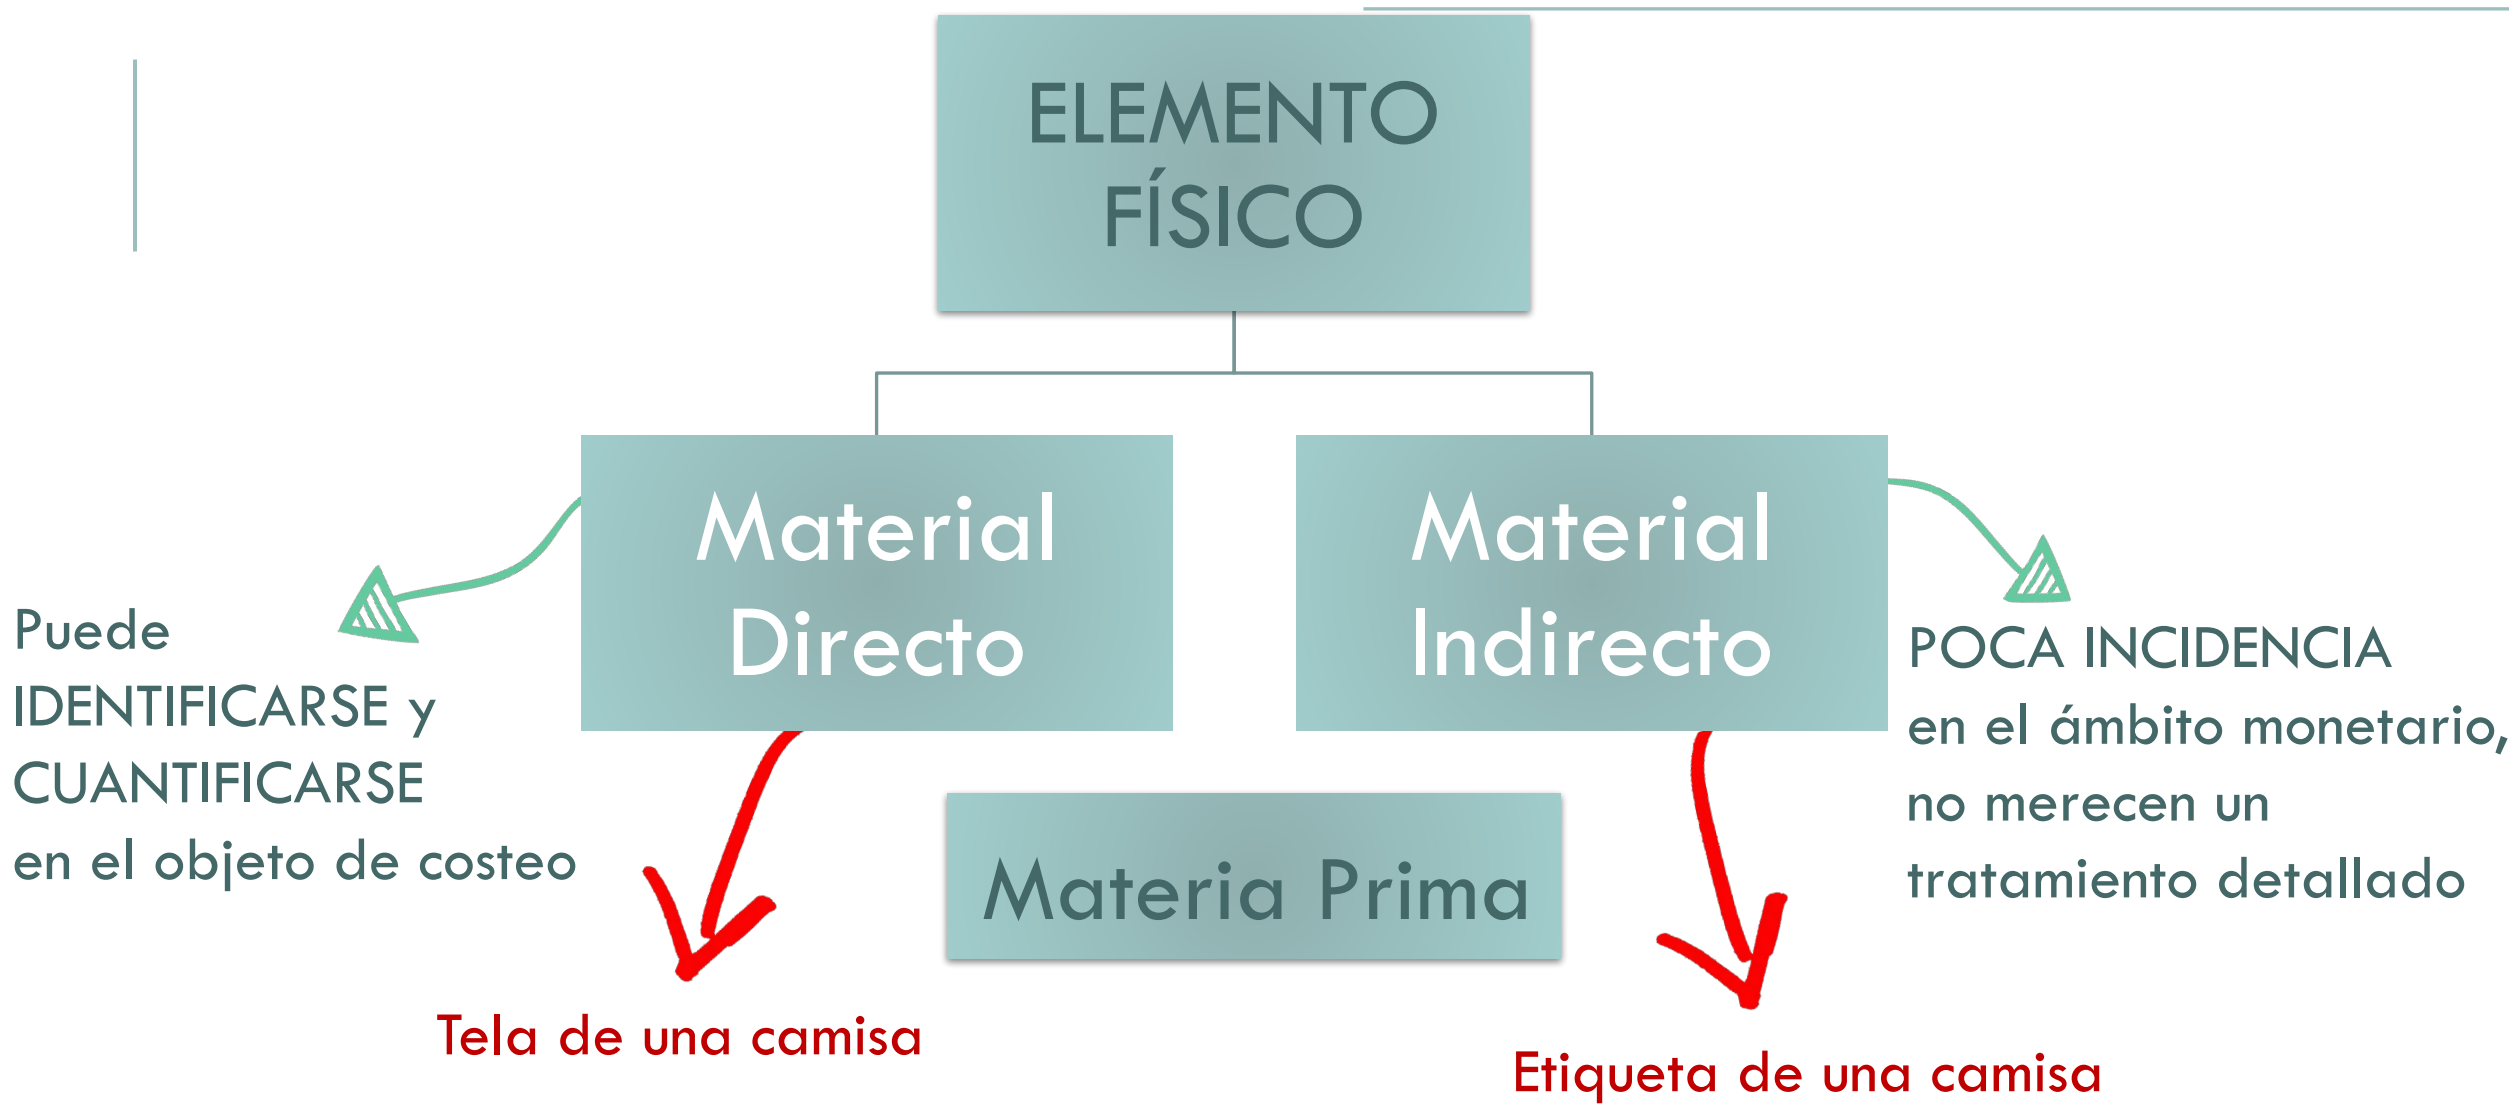 ELEMENTO
FÍSICO
Material
Directo
Material
Indirecto
Puede
IDENTIFICARSE y
CUANTIFICARSE
en el objeto de costeo
POCA INCIDENCIA
en el ámbito monetario,
no merecen un
tratamiento detallado
Materia Prima
Tela de una camisa
Etiqueta de una camisa